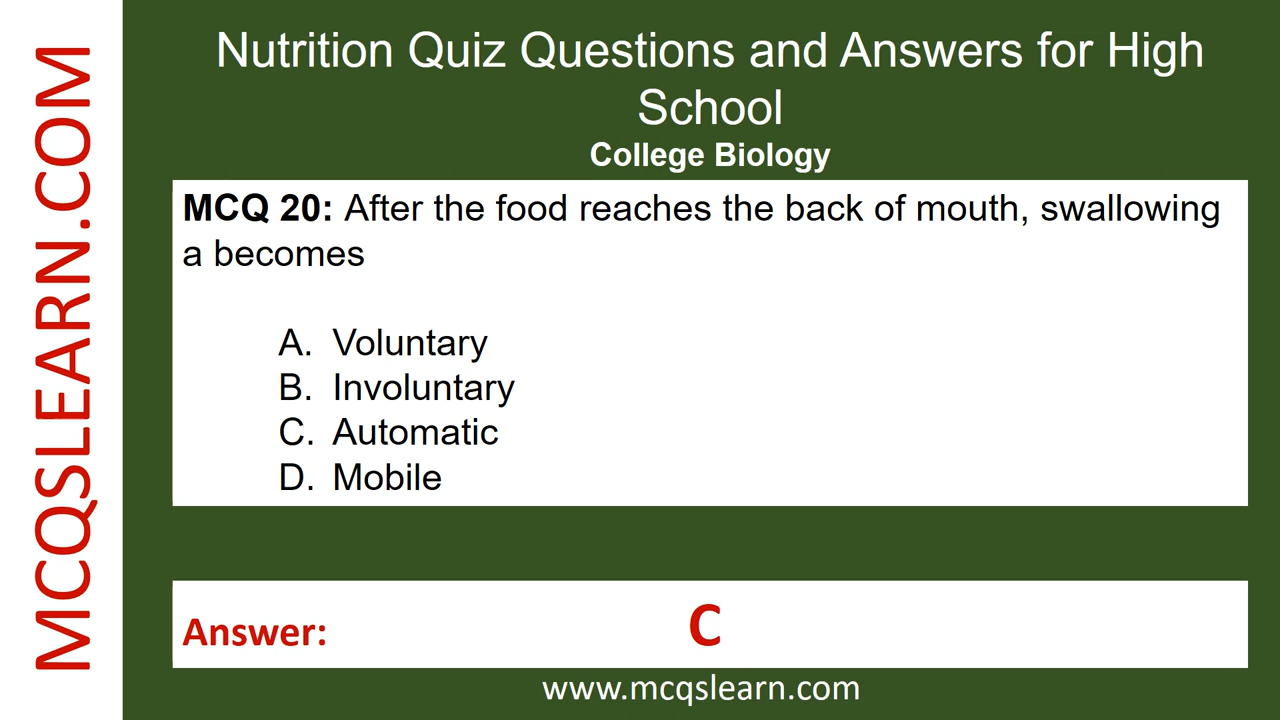 MCQSLEARN.COM
Nutrition Quiz Questions and Answers for High
School
College Biology
MCQ 20: After the food reaches the back of mouth, swallowing
a becomes
A. Voluntary
B. Involuntary
C. Automatic
D. Mobile
Answer: C
www.mcqslearn.com